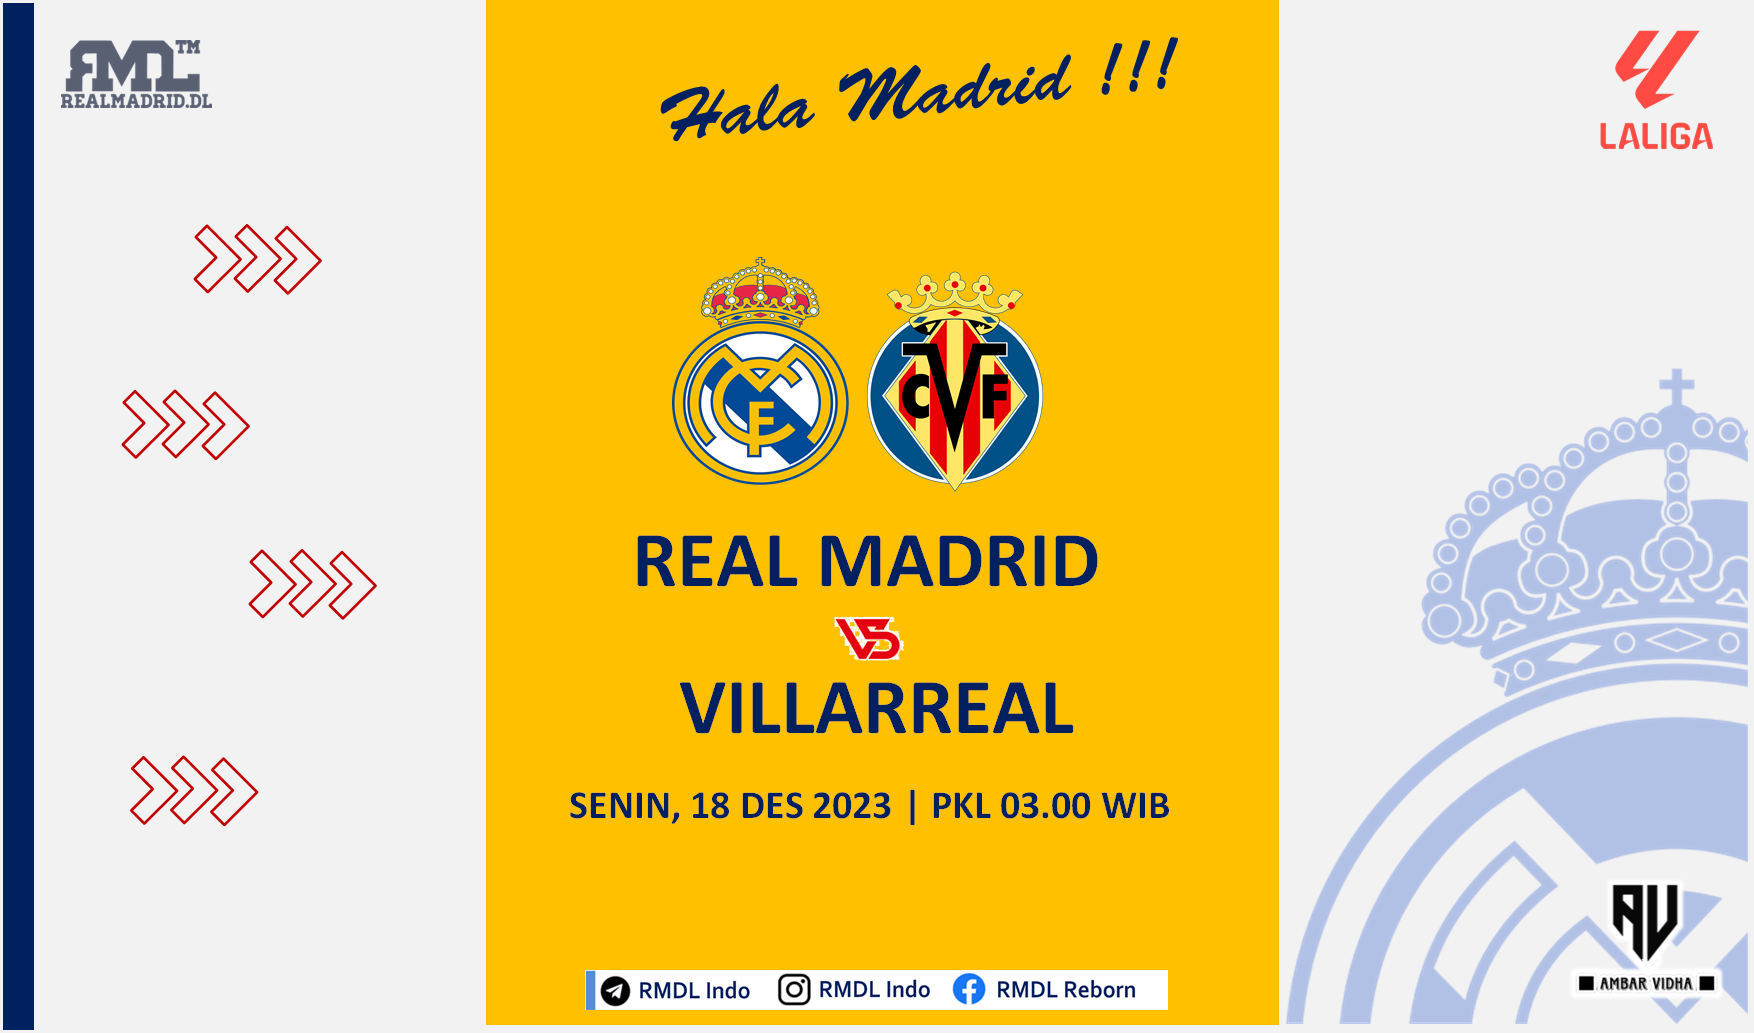 RMDL™
REALMADRID.DL
Hala Madrid !!!
LALIGA
CVF
REAL MADRID
VS
VILLARREAL
SENIN, 18 DES 2023 | PKL 03.00 WIB
RMDL Indo RMDL Indo RMDL Reborn
AV
AMBAR VIDHA